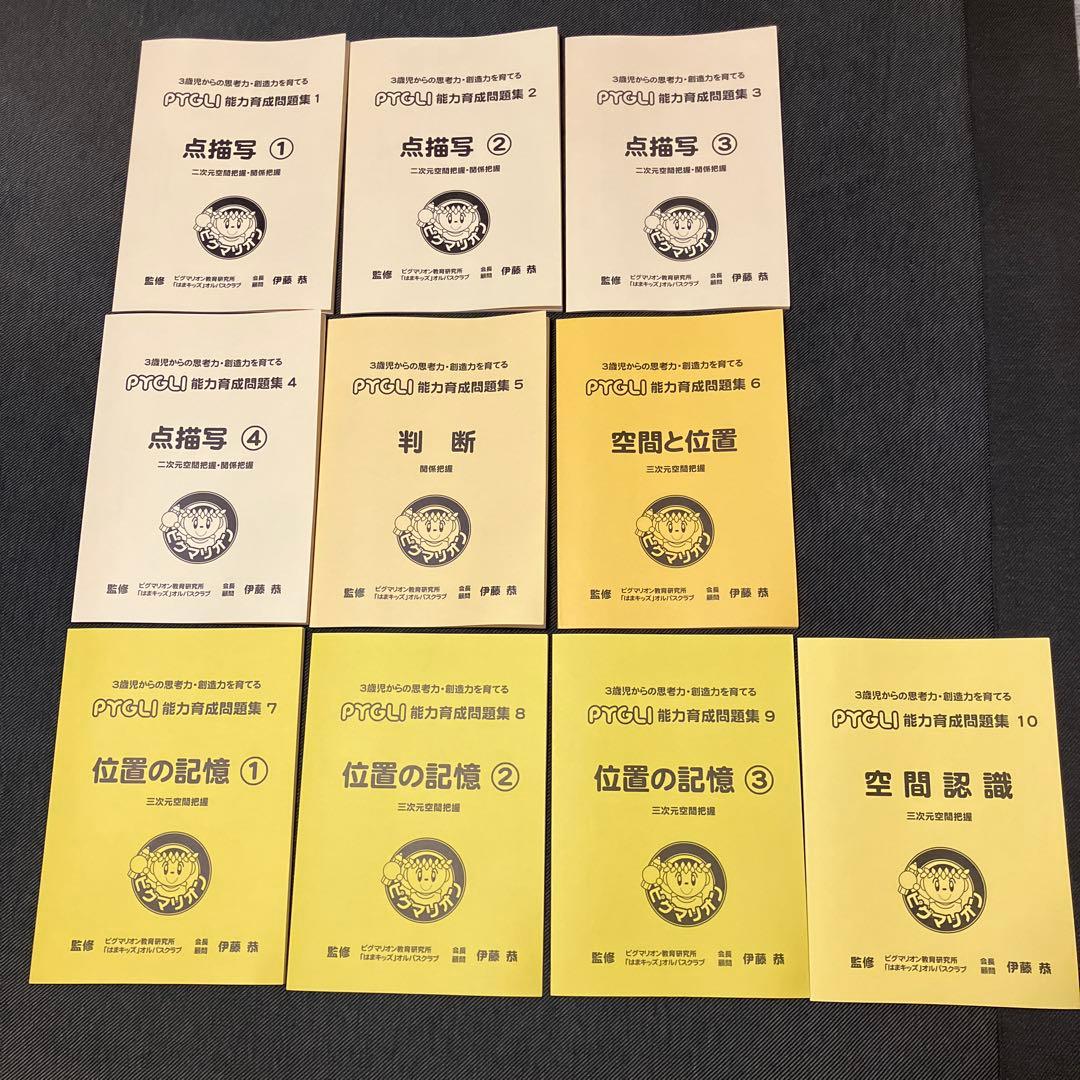 3歳児からの思考力・創造力を育てる
PYGLI 能力育成問題集 1
点描写 ①
二次元空間把握・関係把握
ピグマリオン
監修 ピグマリオン教育研究所 会長 伊藤 恭
「はまキッズ」オルパスクラブ 顧問
3歳児からの思考力・創造力を育てる
PYGLI 能力育成問題集 2
点描写 ②
二次元空間把握・関係把握
ピグマリオン
監修 ピグマリオン教育研究所 会長 伊藤 恭
「はまキッズ」オルパスクラブ 顧問
3歳児からの思考力・創造力を育てる
PYGLI 能力育成問題集 3
点描写 ③
二次元空間把握・関係把握
ピグマリオン
監修 ピグマリオン教育研究所 会長 伊藤 恭
「はまキッズ」オルパスクラブ 顧問
3歳児からの思考力・創造力を育てる
PYGLI 能力育成問題集 4
点描写 ④
二次元空間把握・関係把握
ピグマリオン
監修 ピグマリオン教育研究所 会長 伊藤 恭
「はまキッズ」オルパスクラブ 顧問
3歳児からの思考力・創造力を育てる
PYGLI 能力育成問題集 5
判 断
関係把握
ピグマリオン
監修 ピグマリオン教育研究所 会長 伊藤 恭
「はまキッズ」オルパスクラブ 顧問
3歳児からの思考力・創造力を育てる
PYGLI 能力育成問題集 6
空間と位置
三次元空間把握
ピグマリオン
監修 ピグマリオン教育研究所 会長 伊藤 恭
「はまキッズ」オルパスクラブ 顧問
3歳児からの思考力・創造力を育てる
PYGLI 能力育成問題集 7
位置の記憶 ①
三次元空間把握
ピグマリオン
監修 ピグマリオン教育研究所 会長 伊藤 恭
「はまキッズ」オルパスクラブ 顧問
3歳児からの思考力・創造力を育てる
PYGLI 能力育成問題集 8
位置の記憶 ②
三次元空間把握
ピグマリオン
監修 ピグマリオン教育研究所 会長 伊藤 恭
「はまキッズ」オルパスクラブ 顧問
3歳児からの思考力・創造力を育てる
PYGLI 能力育成問題集 9
位置の記憶 ③
三次元空間把握
ピグマリオン
監修 ピグマリオン教育研究所 会長 伊藤 恭
「はまキッズ」オルパスクラブ 顧問
3歳児からの思考力・創造力を育てる
PYGLI 能力育成問題集 10
空 間 認 識
三次元空間把握
ピグマリオン
監修 ピグマリオン教育研究所 会長 伊藤 恭
「はまキッズ」オルパスクラブ 顧問